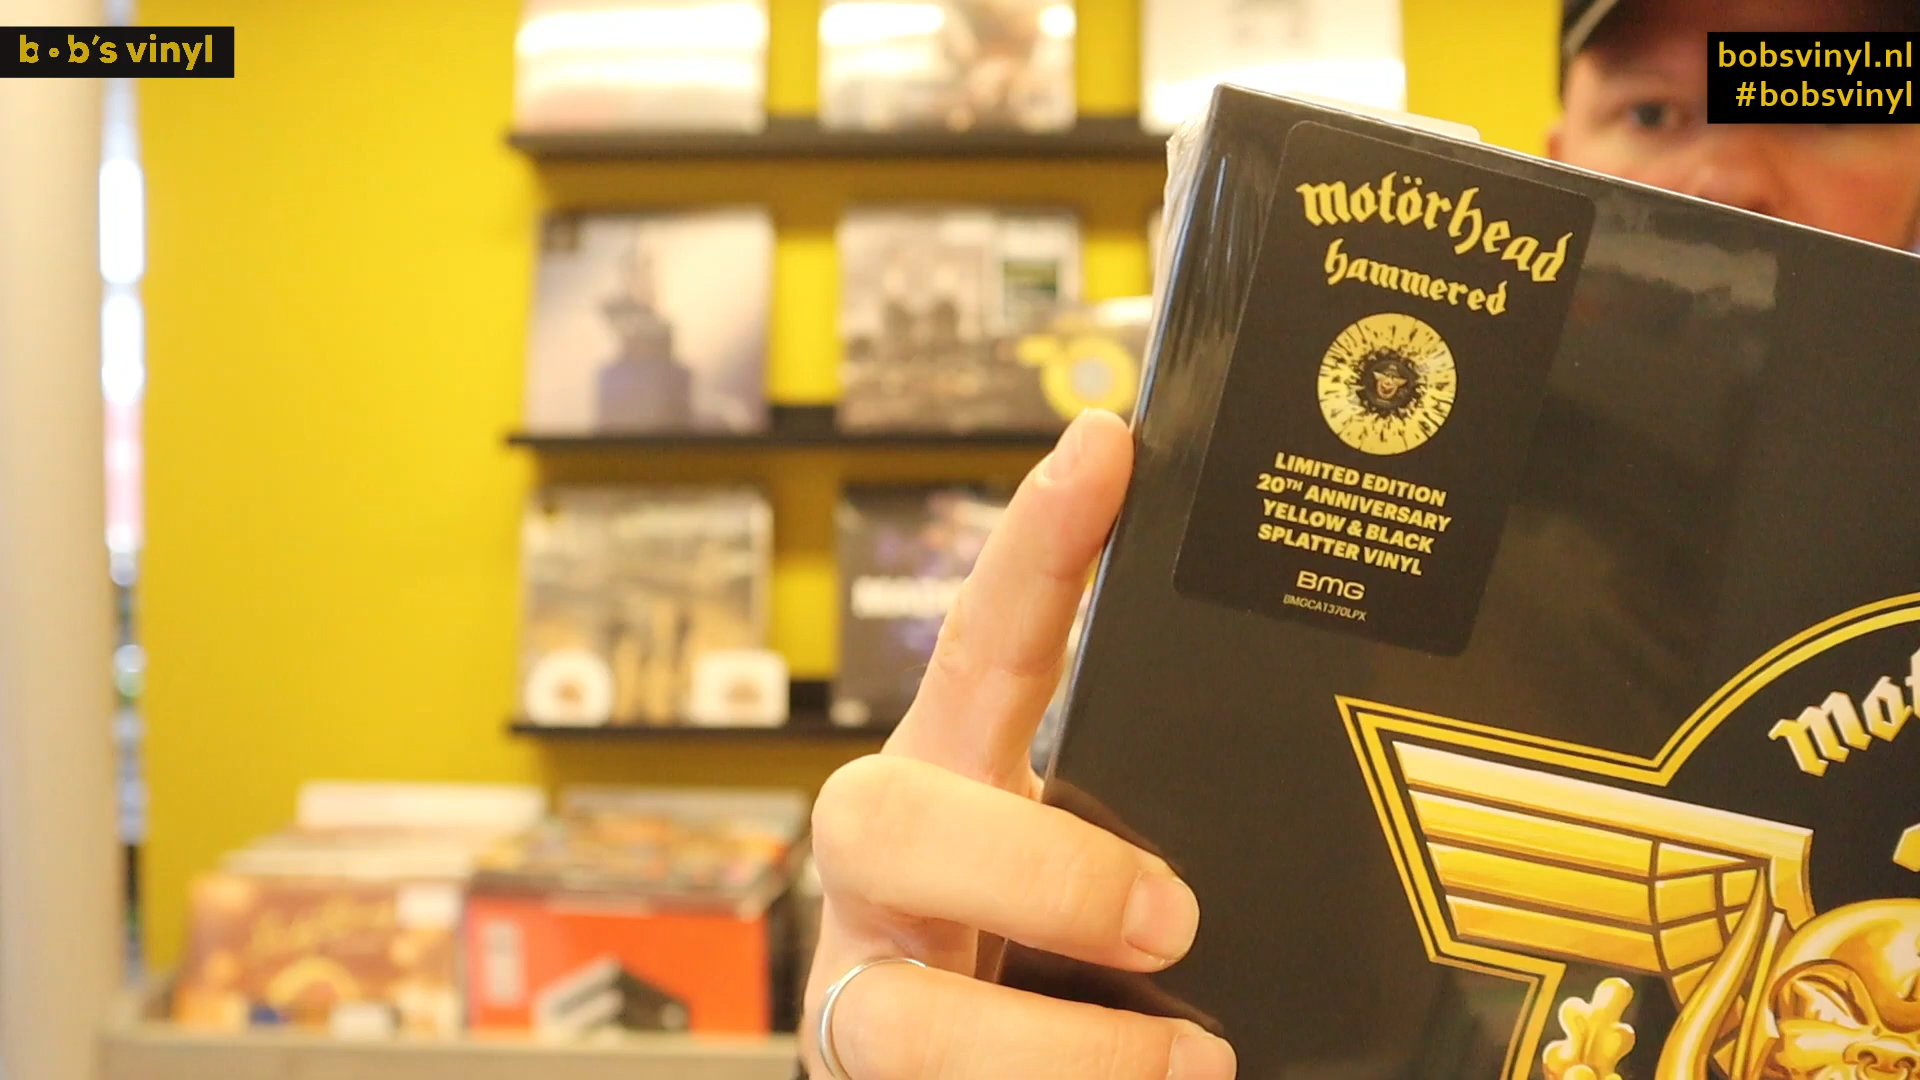 b·b's vinyl
bobsvinyl.nl
#bobsvinyl
motörhead
hammered
LIMITED EDITION
20TH ANNIVERSARY
YELLOW & BLACK
SPLATTER VINYL
BMG
BMGCAT370LPX